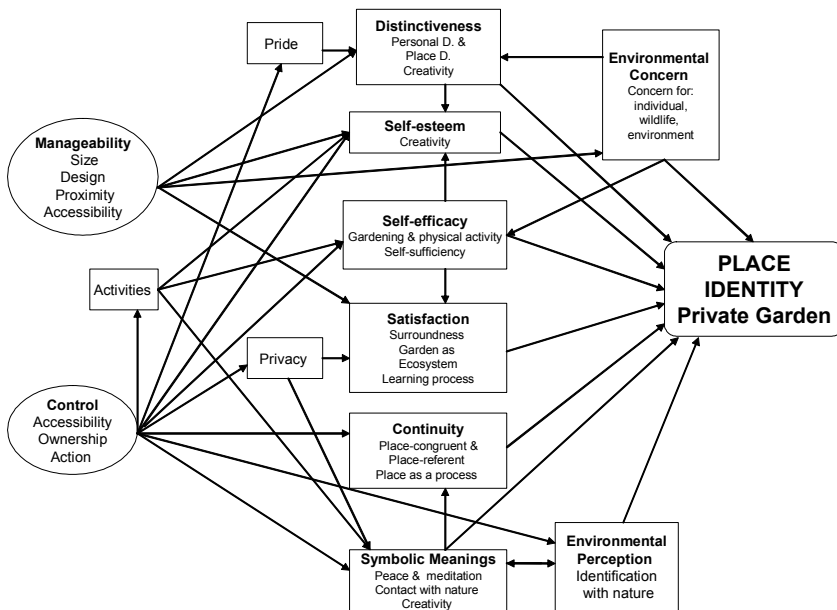 Distinctiveness
Personal D. &
Place D.
Creativity
Pride
Environmental
Concern
Concern for:
individual,
wildlife,
environment
Self-esteem
Creativity
Manageability
Size
Design
Proximity
Accessibility
Self-efficacy
Gardening & physical activity
Self-sufficiency
PLACE
IDENTITY
Private Garden
Activities
Satisfaction
Surroundness
Garden as
Ecosystem
Learning process
Privacy
Control
Accessibility
Ownership
Action
Continuity
Place-congruent &
Place-referent
Place as a process
Symbolic Meanings
Peace & meditation
Contact with nature
Creativity
Environmental
Perception
Identification
with nature